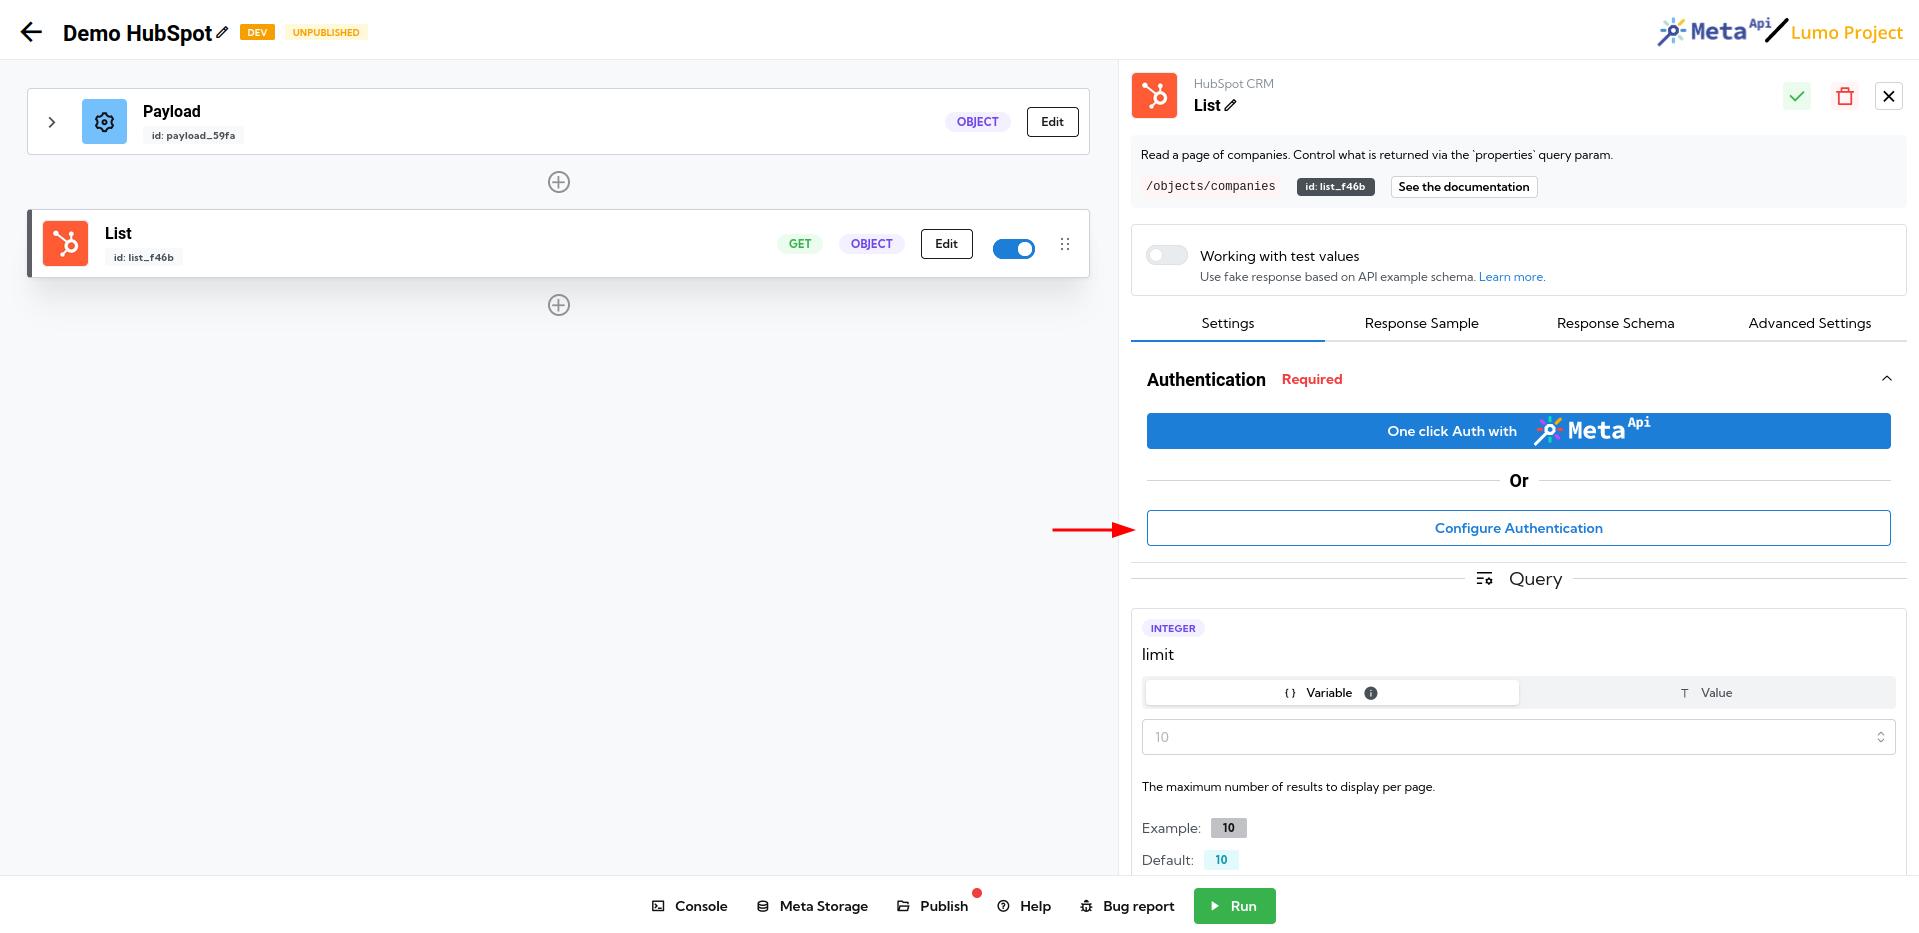 Demo HubSpot
DEV
UNPUBLISHED
Meta Api
Lumo Project
Payload
id: payload_59fa
OBJECT
Edit
List
id: list_f46b
GET
OBJECT
Edit
HubSpot CRM
List
Read a page of companies. Control what is returned via the `properties` query param.
/objects/companies
id: list_f46b
See the documentation
Working with test values
Use fake response based on API example schema. Learn more.
Settings
Response Sample
Response Schema
Advanced Settings
Authentication Required
One click Auth with Meta Api
Or
Configure Authentication
Query
INTEGER
limit
{} Variable
T Value
10
The maximum number of results to display per page.
Example: 10
Default: 10
Console
Meta Storage
Publish
Help
Bug report
Run